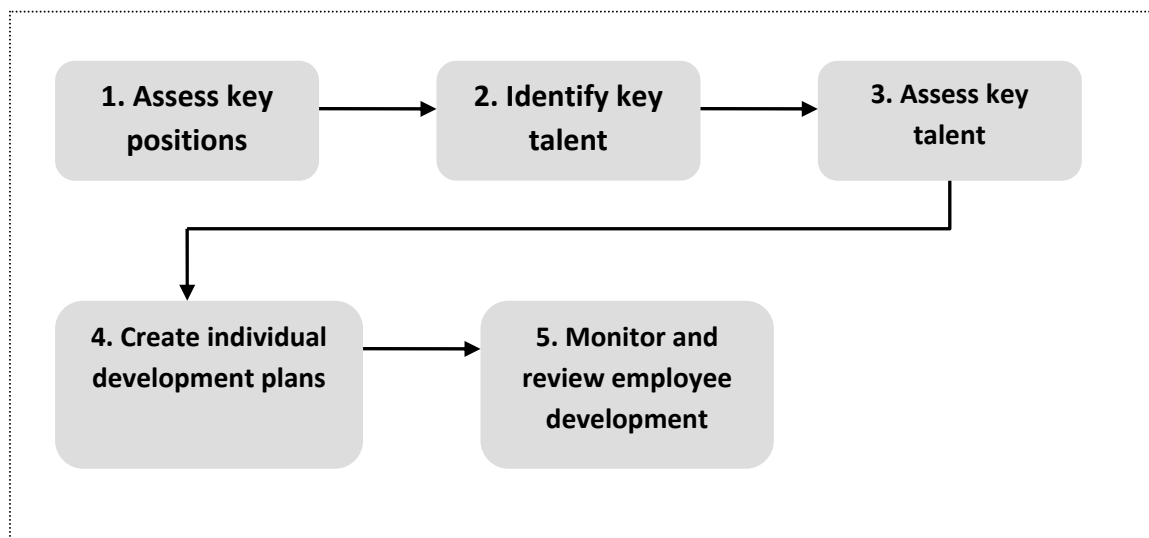 1. Assess key
positions
2. Identify key
talent
3. Assess key
talent
4. Create individual
development plans
5. Monitor and
review employee
development